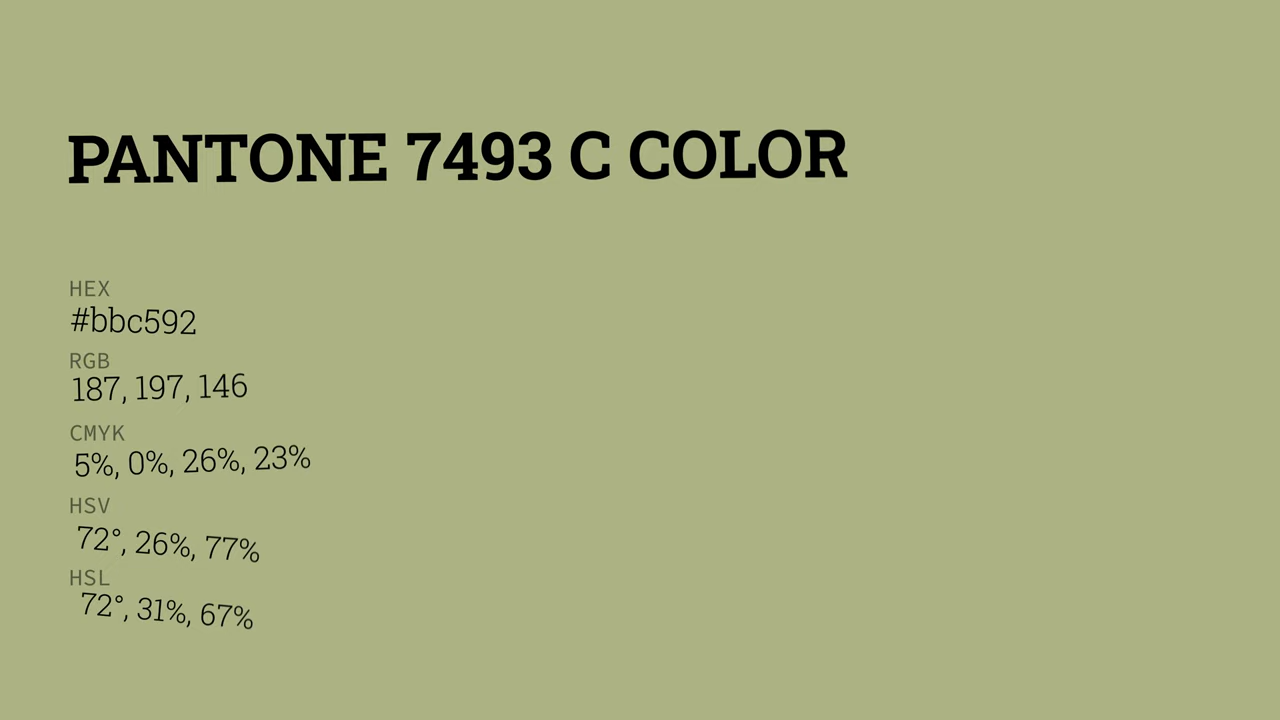 PANTONE 7493 C COLOR
HEX
#bbc592
RGB
187, 197, 146
CMYK
5%, 0%, 26%, 23%
HSV
72°, 26%, 77%
HSL
72°, 31%, 67%